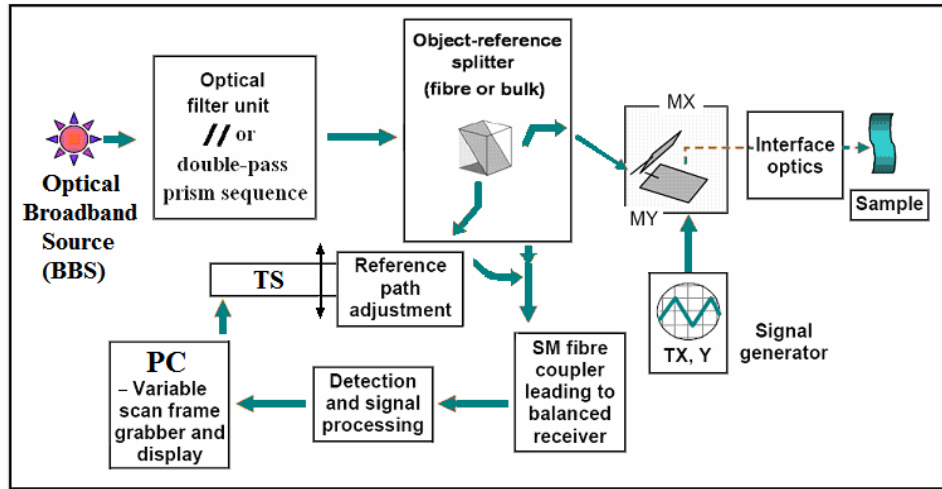 Optical
filter unit
// or
double-pass
prism sequence
Optical
Broadband
Source
(BBS)
Object-reference
splitter
(fibre or bulk)
MX
MY
Interface
optics
Sample
TS
Reference
path
adjustment
TX, Y
Signal
generator
SM fibre
coupler
leading to
balanced
receiver
Detection
and signal
processing
PC
– Variable
scan frame
grabber and
display